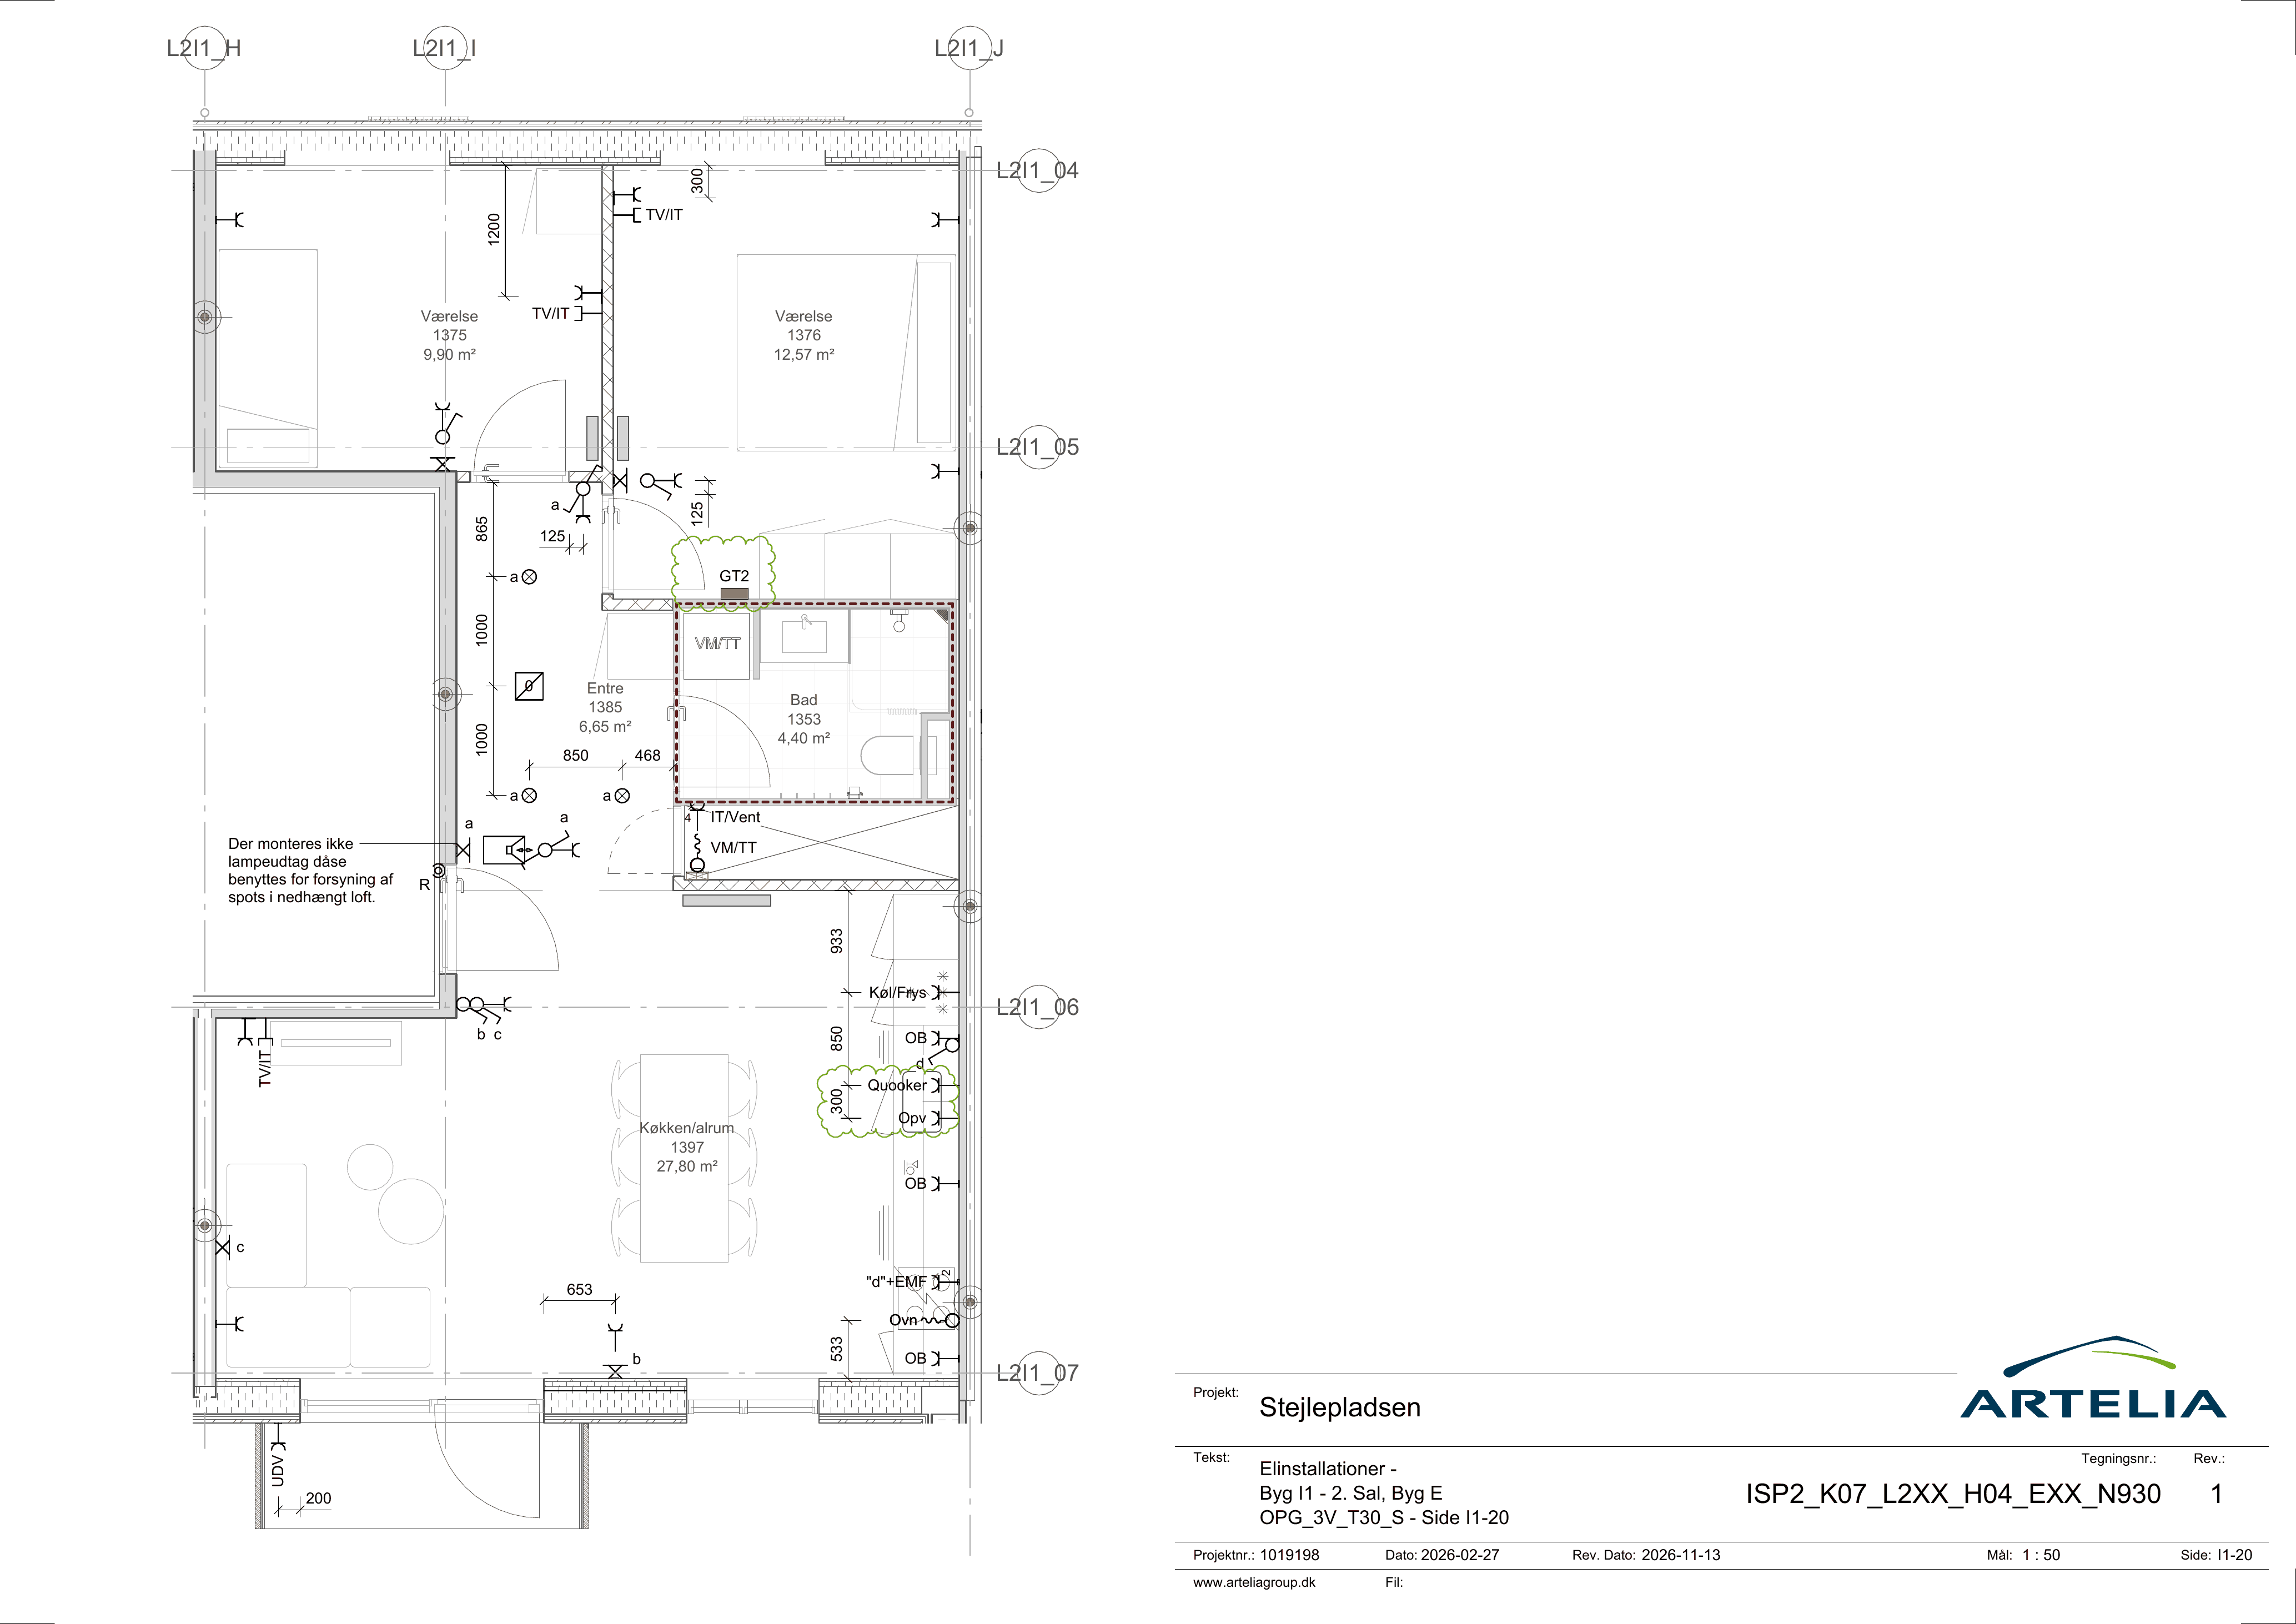 L2I1_H
L2I1_I
L2I1_J
L2I1_04
300
TV/IT
1200
TV/IT
Værelse
1375
9,90 m²
Værelse
1376
12,57 m²
L2I1_05
a
125
125
865
a
GT2
1000
VM/TT
0
Entre
1385
6,65 m²
Bad
1353
4,40 m²
1000
850
468
a
a
4
IT/Vent
VM/TT
a
a
Der monteres ikke
lampeudtag dåse
benyttes for forsyning af
spots i nedhængt loft.
R
933
Køl/Frys
L2I1_06
b c
TV/IT
850
OB
d
Quooker
300
Opv
Køkken/alrum
1397
27,80 m²
OB
c
"d"+EMF
2
653
Ovn
533
b
OB
L2I1_07
UDV
200
ARTELIA
Projekt:
Stejlepladsen
Tekst:
Elinstallationer -
Byg I1 - 2. Sal, Byg E
OPG_3V_T30_S - Side I1-20
Tegningsnr.:
Rev.:
ISP2_K07_L2XX_H04_EXX_N930
1
Projektnr.: 1019198
Dato: 2026-02-27
Rev. Dato: 2026-11-13
Mål: 1 : 50
Side: I1-20
www.arteliagroup.dk
Fil: